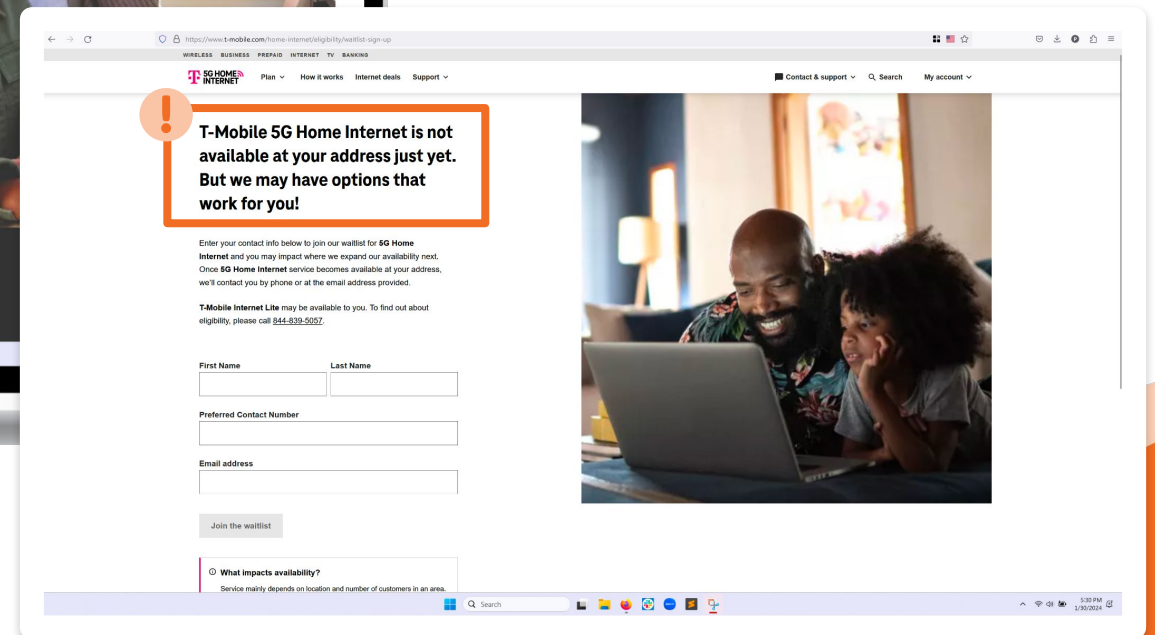 https://www.t-mobile.com/home-internet/eligibility/waitlist-sign-up
WIRELESS BUSINESS PREPAID INTERNET TV BANKING
5G HOME INTERNET Plan How it works Internet deals Support Contact & support Search My account
!
T-Mobile 5G Home Internet is not
available at your address just yet.
But we may have options that
work for you!
Enter your contact info below to join our waitlist for 5G Home
Internet and you may impact where we expand our availability next.
Once 5G Home Internet service becomes available at your address,
we'll contact you by phone or at the email address provided.
T-Mobile Internet Lite may be available to you. To find out about
eligibility, please call 844-839-5057.
First Name Last Name
Preferred Contact Number
Email address
Join the waitlist
What impacts availability?
Service mainly depends on location and number of customers in an area.
Search
5:30 PM
1/30/2024